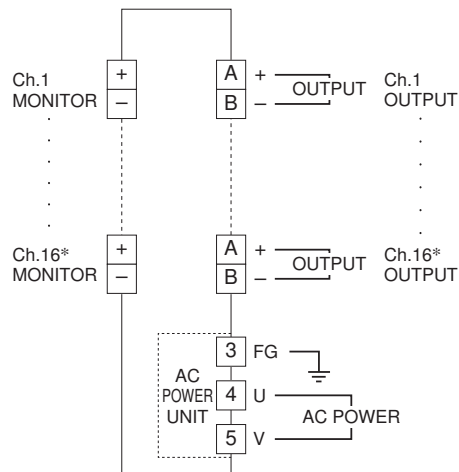 Ch.1
MONITOR
+
–
A
B
+
–
OUTPUT
Ch.1
OUTPUT
Ch.16*
MONITOR
+
–
A
B
+
–
OUTPUT
Ch.16*
OUTPUT
AC
POWER
UNIT
3
FG
4
U
5
V
AC POWER